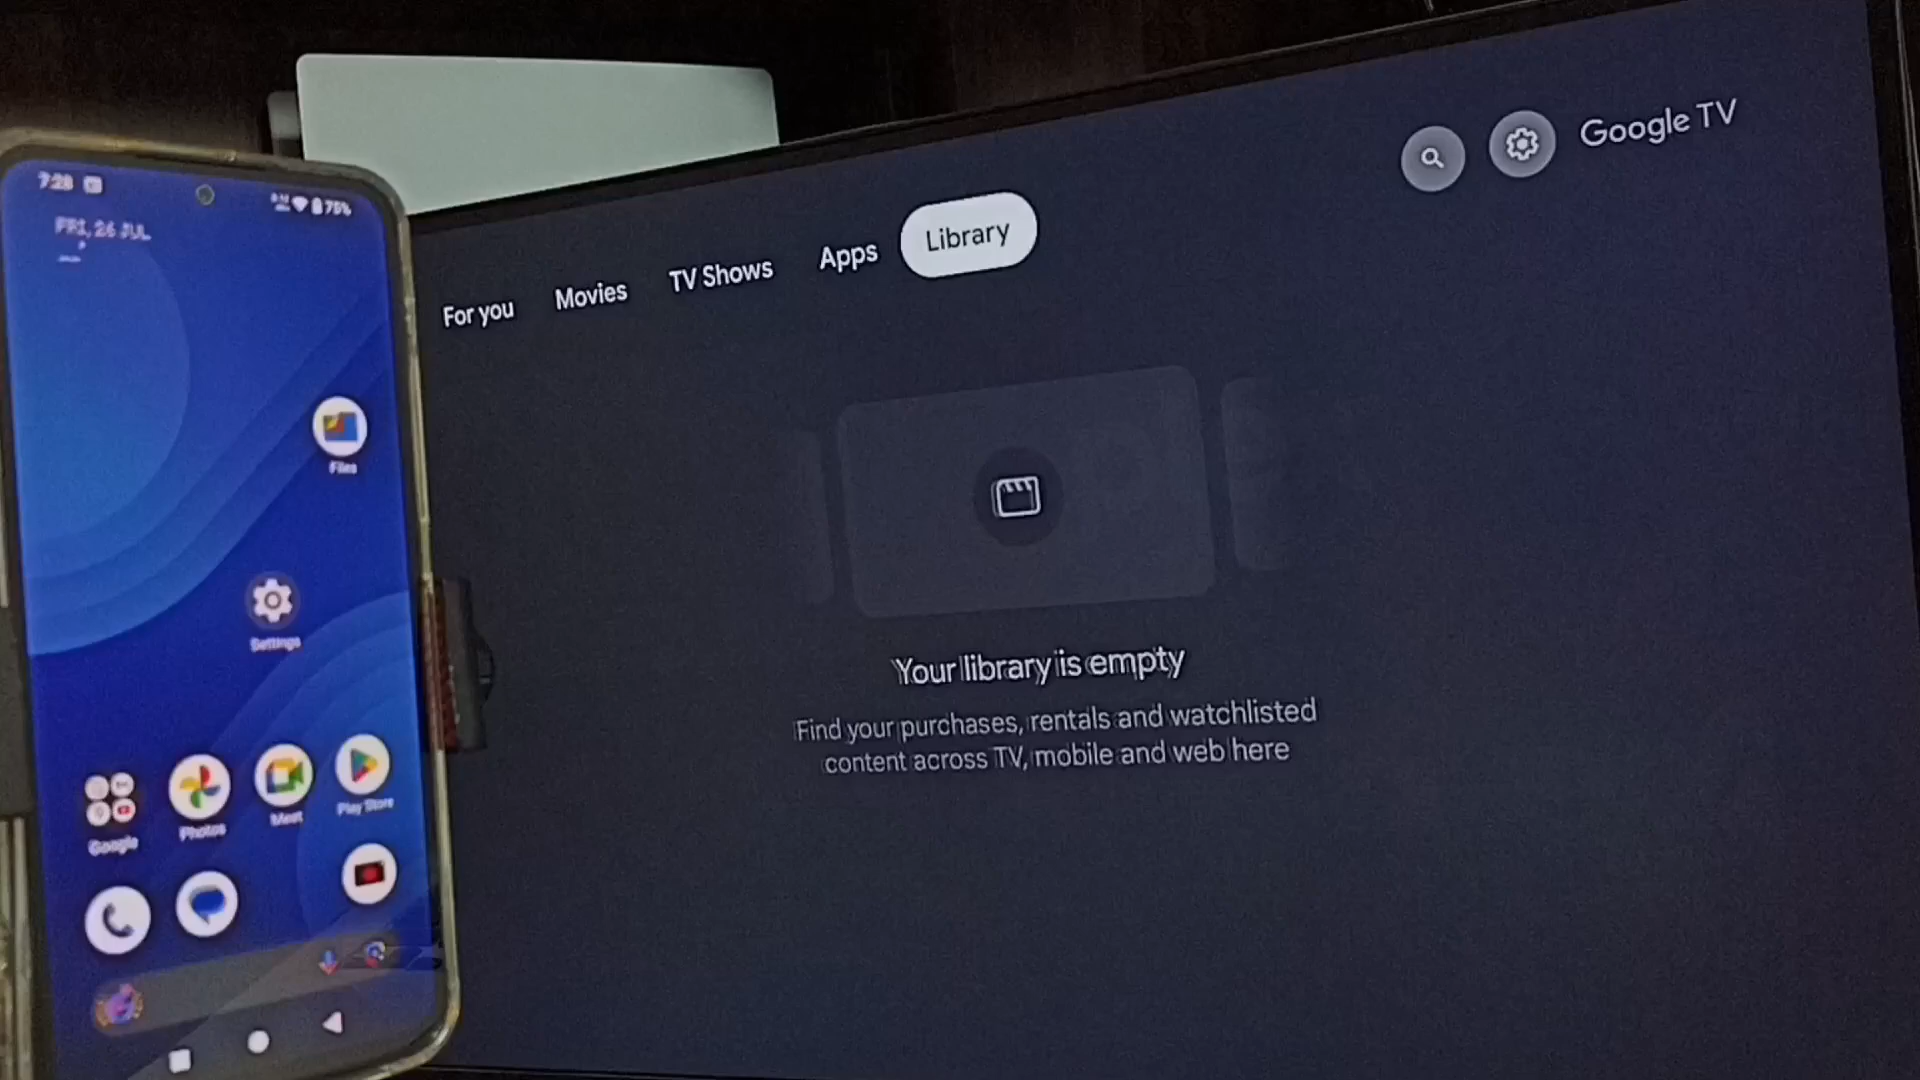 7:28
75%
FRI, 26 JUL
Files
Settings
Google
Photos
Meet
Play Store
Google TV
For you
Movies
TV Shows
Apps
Library
Your library is empty
Find your purchases, rentals and watchlisted
content across TV, mobile and web here